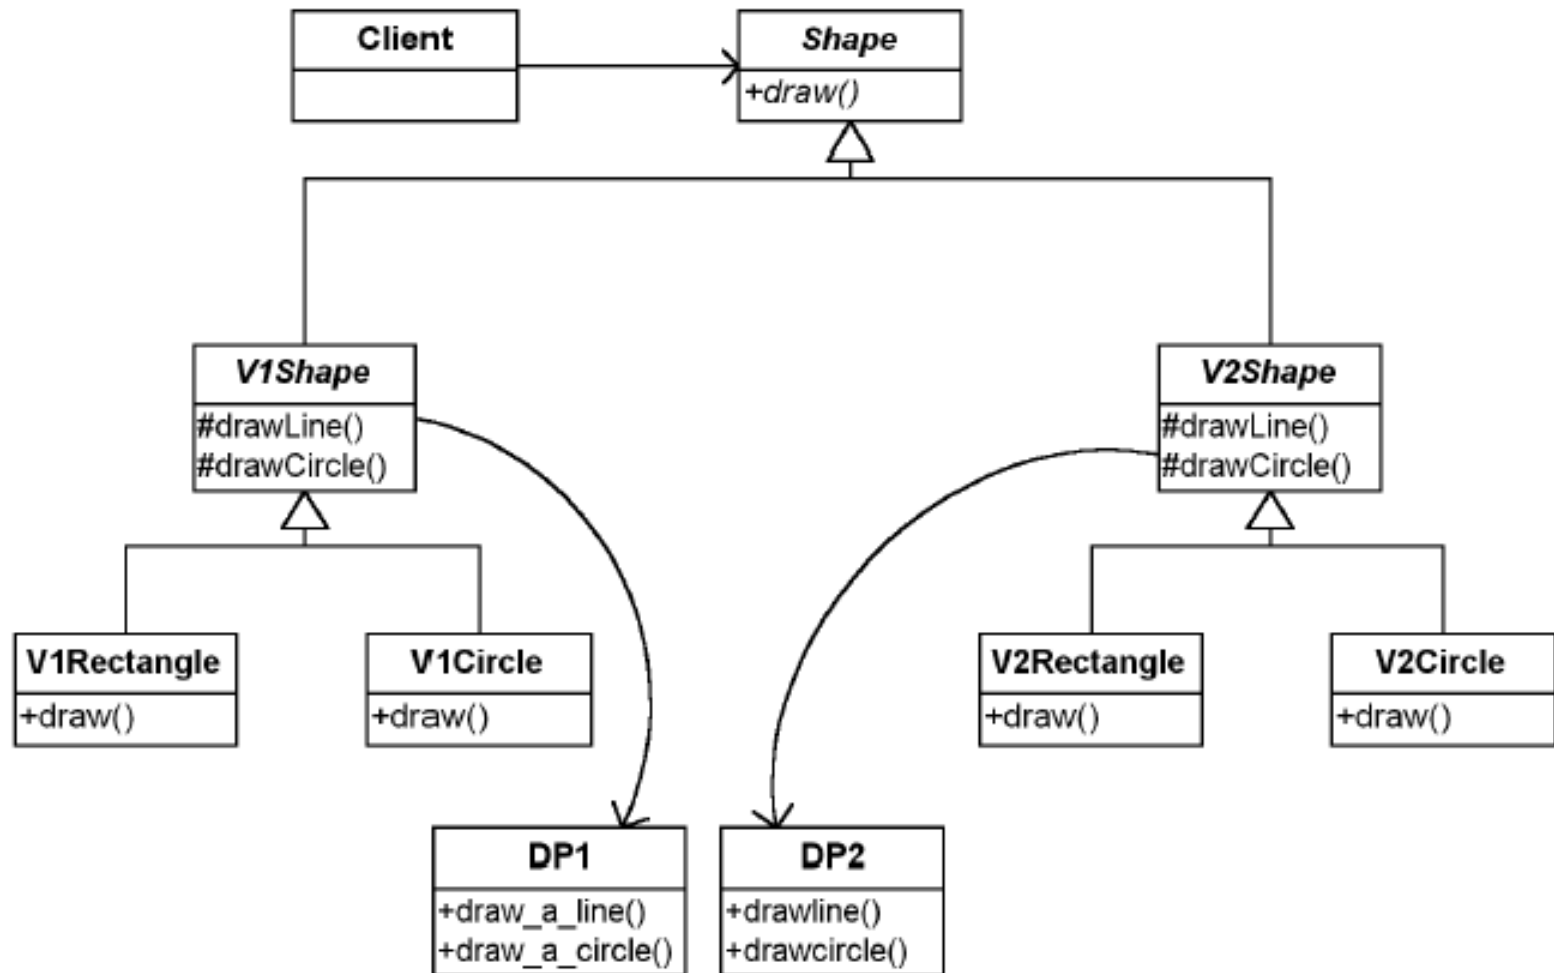 Client
Shape
+draw()
V1Shape
#drawLine()
#drawCircle()
V2Shape
#drawLine()
#drawCircle()
V1Rectangle
+draw()
V1Circle
+draw()
V2Rectangle
+draw()
V2Circle
+draw()
DP1
+draw_a_line()
+draw_a_circle()
DP2
+drawline()
+drawcircle()